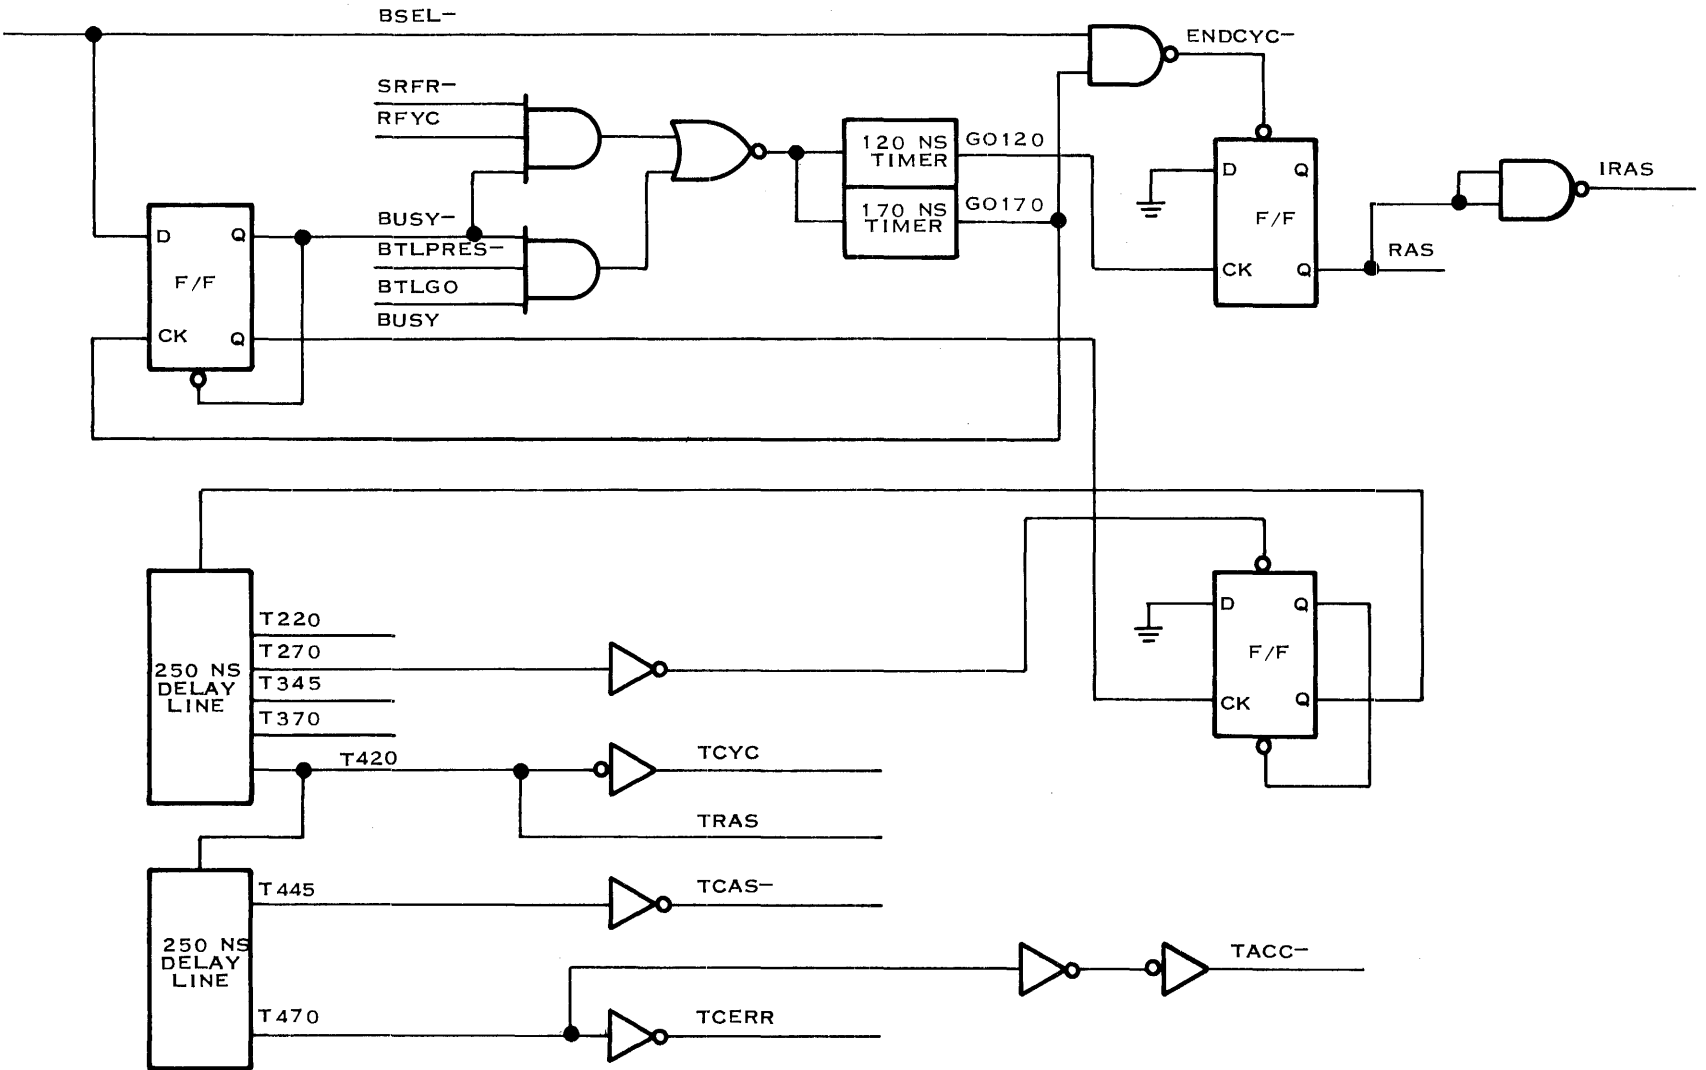 BSEL-
ENDCYC-
SRFR-
RFYC
120 NS
TIMER
GO120
D
Q
IRAS
170 NS
TIMER
GO170
F/F
BUSY-
D
Q
BTLPRES-
RAS
CK
Q
F/F
BTLGO
BUSY
CK
Q
T220
D
Q
T270
F/F
250 NS
DELAY
LINE
T345
T370
CK
Q
T420
TCYC
TRAS
T445
TCAS-
250 NS
DELAY
LINE
TACC-
T470
TCERR